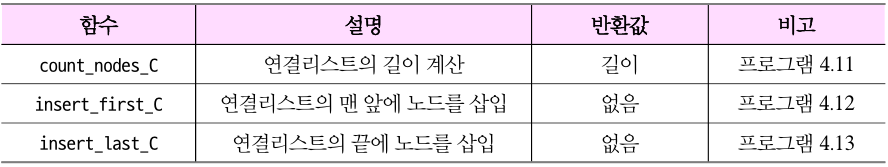 함수 설명 반환값 비고
count_nodes_C 연결리스트의 길이 계산 길이 프로그램 4.11
insert_first_C 연결리스트의 맨 앞에 노드를 삽입 없음 프로그램 4.12
insert_last_C 연결리스트의 끝에 노드를 삽입 없음 프로그램 4.13